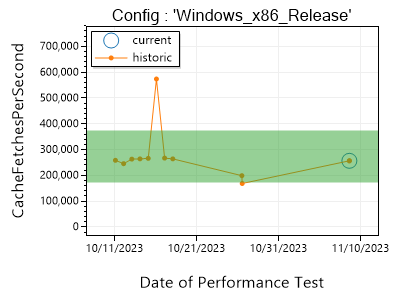 Config : 'Windows_x86_Release'
current
historic
CacheFetchesPerSecond
700,000
600,000
500,000
400,000
300,000
200,000
100,000
0
10/11/2023 10/21/2023 10/31/2023 11/10/2023
Date of Performance Test